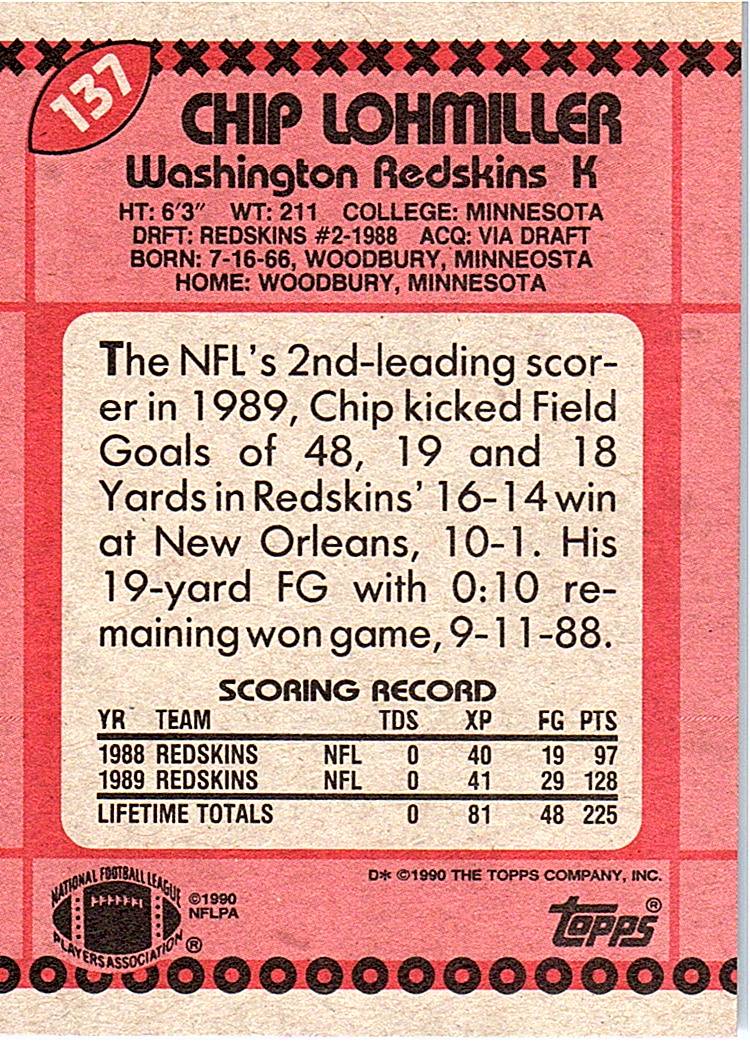 137
CHIP LOHMILLER
Washington Redskins K
HT: 6'3" WT: 211 COLLEGE: MINNESOTA
DRFT: REDSKINS #2-1988 ACQ: VIA DRAFT
BORN: 7-16-66, WOODBURY, MINNEOSTA
HOME: WOODBURY, MINNESOTA
The NFL's 2nd-leading scor-
er in 1989, Chip kicked Field
Goals of 48, 19 and 18
Yards in Redskins' 16-14 win
at New Orleans, 10-1. His
19-yard FG with 0:10 re-
maining won game, 9-11-88.
SCORING RECORD
YR TEAM TDS XP FG PTS
1988 REDSKINS NFL 0 40 19 97
1989 REDSKINS NFL 0 41 29 128
LIFETIME TOTALS 0 81 48 225
D* ©1990 THE TOPPS COMPANY, INC.
NATIONAL FOOTBALL LEAGUE
PLAYERS ASSOCIATION ®
©1990
NFLPA
topps ®